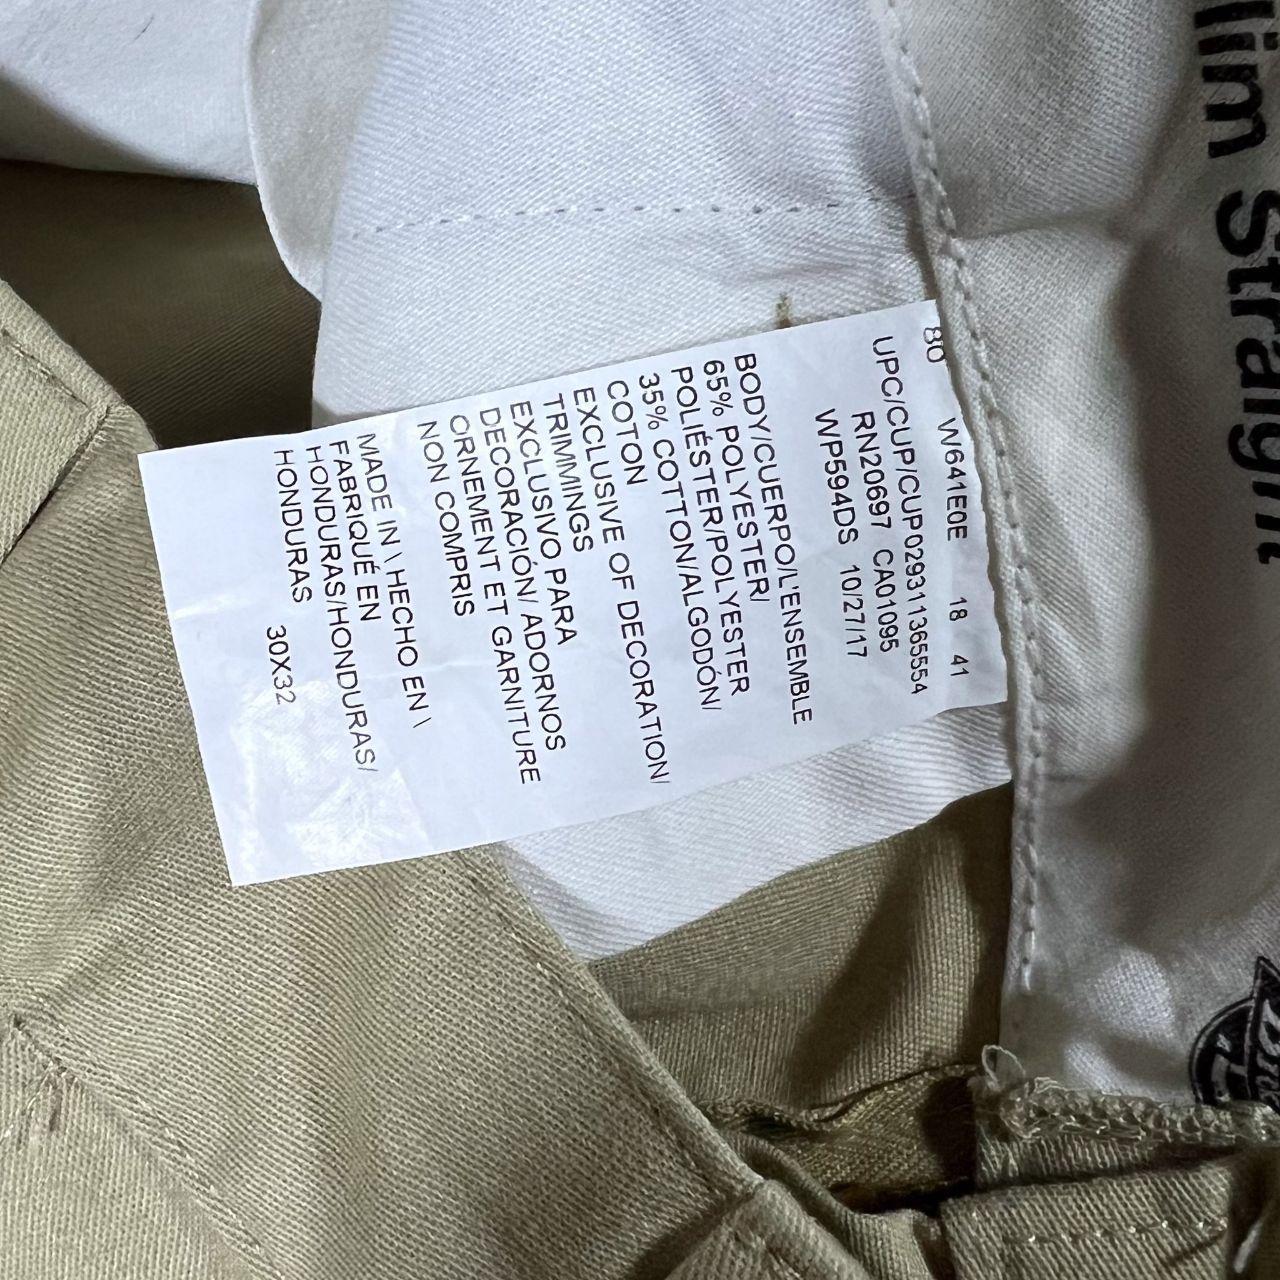 80 W641E0E 18 41
UPC/CUP/CUP029311365554
RN20697 CA01095
WP594DS 10/27/17
BODY/CUERPO/L'ENSEMBLE
65% POLYESTER/
POLIÉSTER/POLYESTER
35% COTTON/ALGODÓN/
COTON
EXCLUSIVE OF DECORATION/
TRIMMINGS
EXCLUSIVO PARA
DECORACIÓN/ ADORNOS
ORNEMENT ET GARNITURE
NON COMPRIS
MADE IN \ HECHO EN \
FABRIQUÉ EN
HONDURAS/HONDURAS/
HONDURAS
30X32
lim Straight